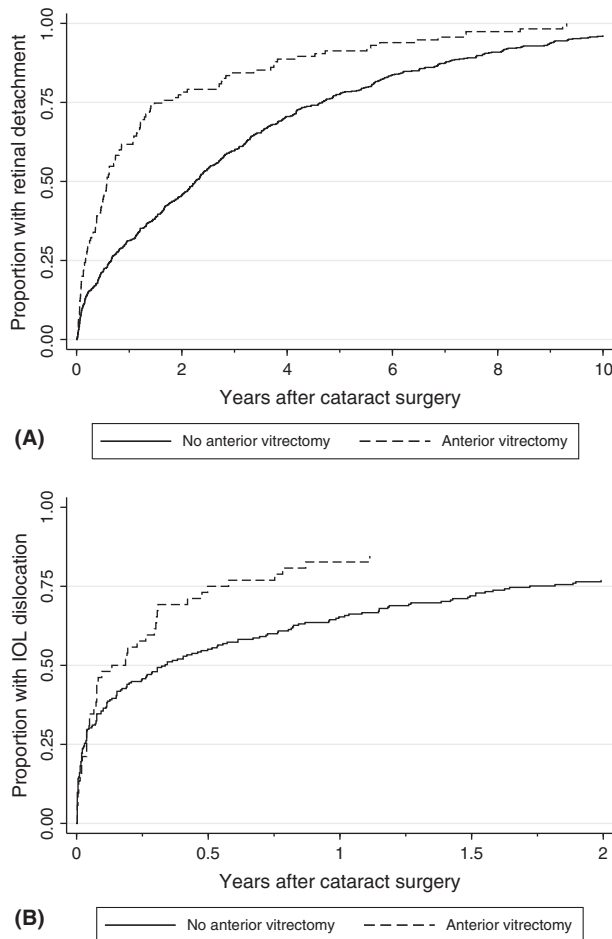 Proportion with retinal detachment
1.00
0.75
0.50
0.25
0.00
0 2 4 6 8 10
Years after cataract surgery
(A)
No anterior vitrectomy Anterior vitrectomy
Proportion with IOL dislocation
1.00
0.75
0.50
0.25
0.00
0 0.5 1 1.5 2
Years after cataract surgery
(B)
No anterior vitrectomy Anterior vitrectomy